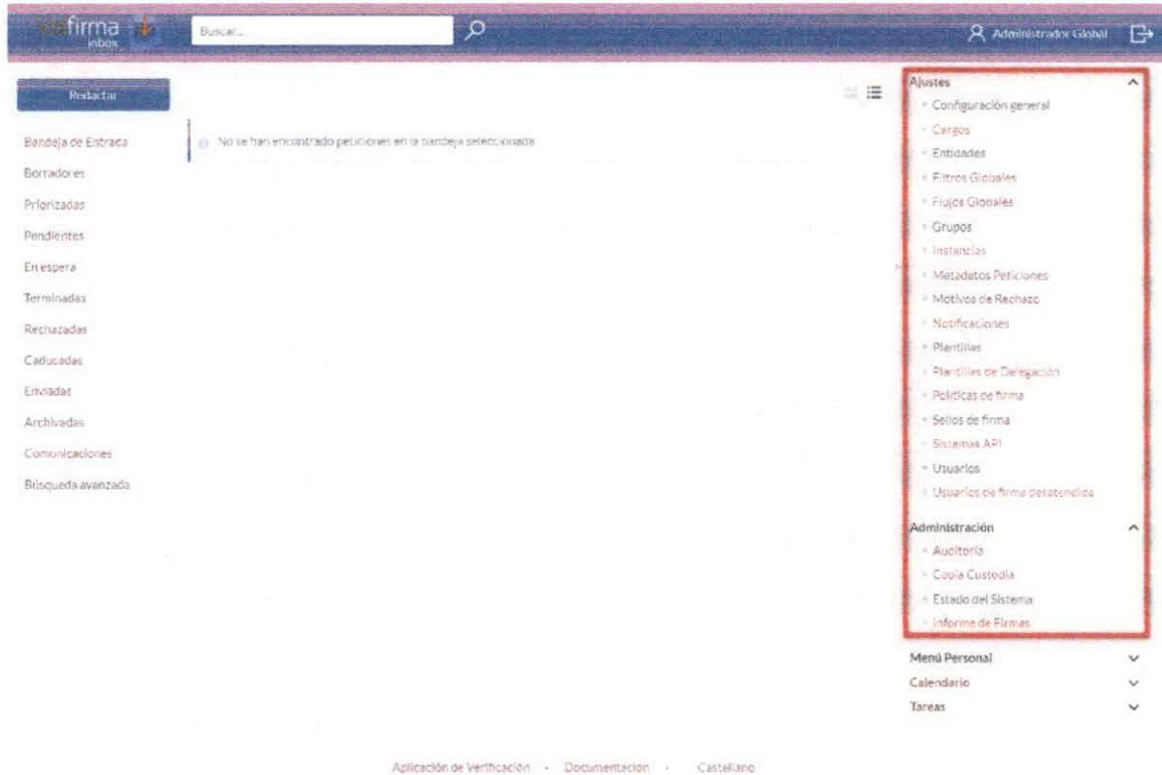 firma
inbox
Buscar...
Administrador Global
Redactar
Bandeja de Entrada
Borradores
Priorizadas
Pendientes
En espera
Terminadas
Rechazadas
Caducadas
Enviadas
Archivadas
Comunicaciones
Búsqueda avanzada
No se han encontrado peticiones en la bandeja seleccionada
Ajustes
Configuración general
Cargos
Entidades
Filtros Globales
Flujos Globales
Grupos
Instancias
Metadatos Peticiones
Motivos de Rechazo
Notificaciones
Plantillas
Plantillas de Delegación
Políticas de firma
Sellos de firma
Sistemas API
Usuarios
Usuarios de firma desatendida
Administración
Auditoría
Copia Custodia
Estado del Sistema
Informe de Firmas
Menú Personal
Calendario
Tareas
Aplicación de Verificación - Documentación - Castellano